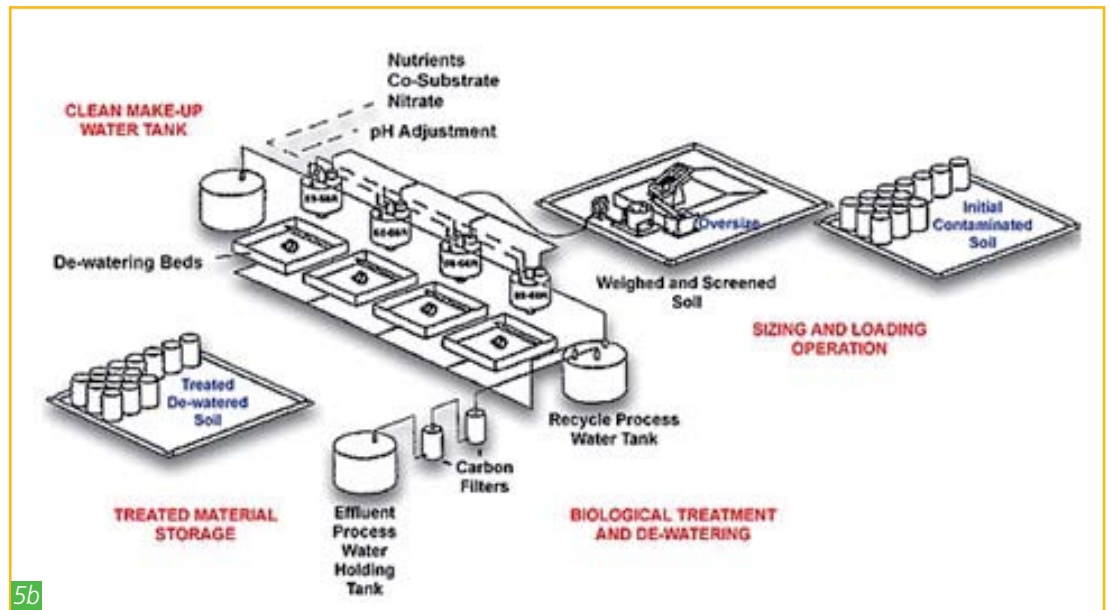 Nutrients
Co-Substrate
Nitrate
pH Adjustment
CLEAN MAKE-UP
WATER TANK
De-watering Beds
Oversize
Weighed and Screened
Soil
Initial
Contaminated
Soil
SIZING AND LOADING
OPERATION
Treated
De-watered
Soil
TREATED MATERIAL
STORAGE
Recycle Process
Water Tank
Carbon
Filters
Effluent
Process
Water
Holding
Tank
BIOLOGICAL TREATMENT
AND DE-WATERING
5b